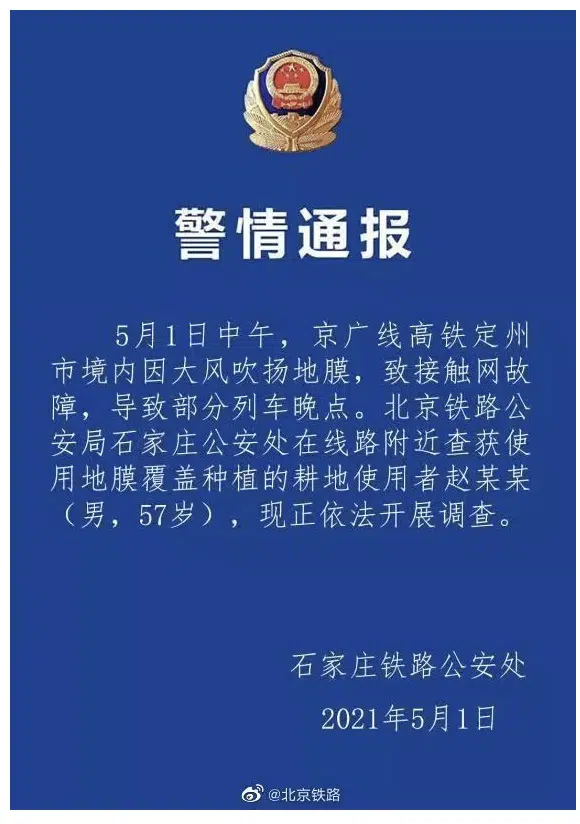 警情通报
5月1日中午，京广线高铁定州
市境内因大风吹扬地膜，致接触网故
障，导致部分列车晚点。北京铁路公
安局石家庄公安处在线路附近查获使
用地膜覆盖种植的耕地使用者赵某某
（男，57岁），现正依法开展调查。
石家庄铁路公安处
2021年5月1日
@北京铁路